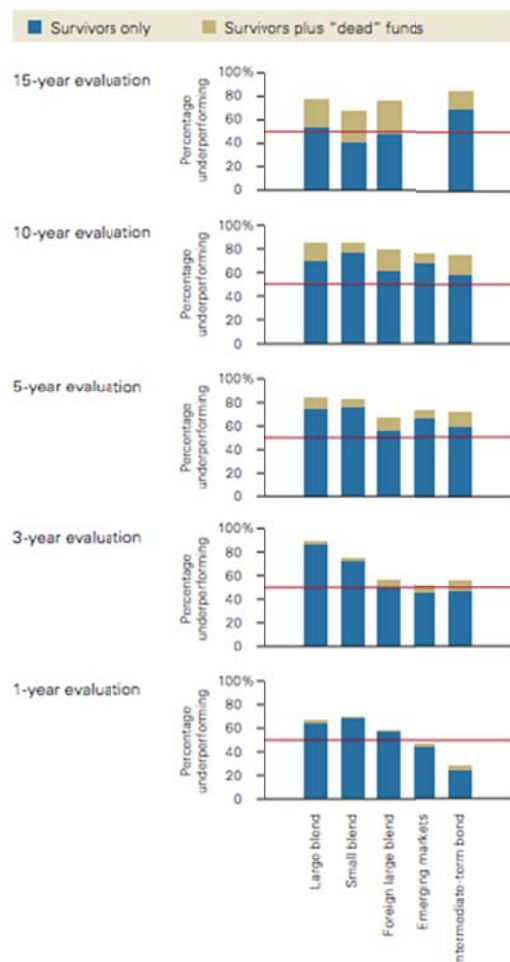 Survivors only Survivors plus "dead" funds
15-year evaluation
Percentage
underperforming
100%
80
60
40
20
0
10-year evaluation
Percentage
underperforming
100%
80
60
40
20
0
5-year evaluation
Percentage
underperforming
100%
80
60
40
20
0
3-year evaluation
Percentage
underperforming
100%
80
60
40
20
0
1-year evaluation
Percentage
underperforming
100%
80
60
40
20
0
Large blend
Small blend
Foreign large blend
Emerging markets
ntermediate-term bond